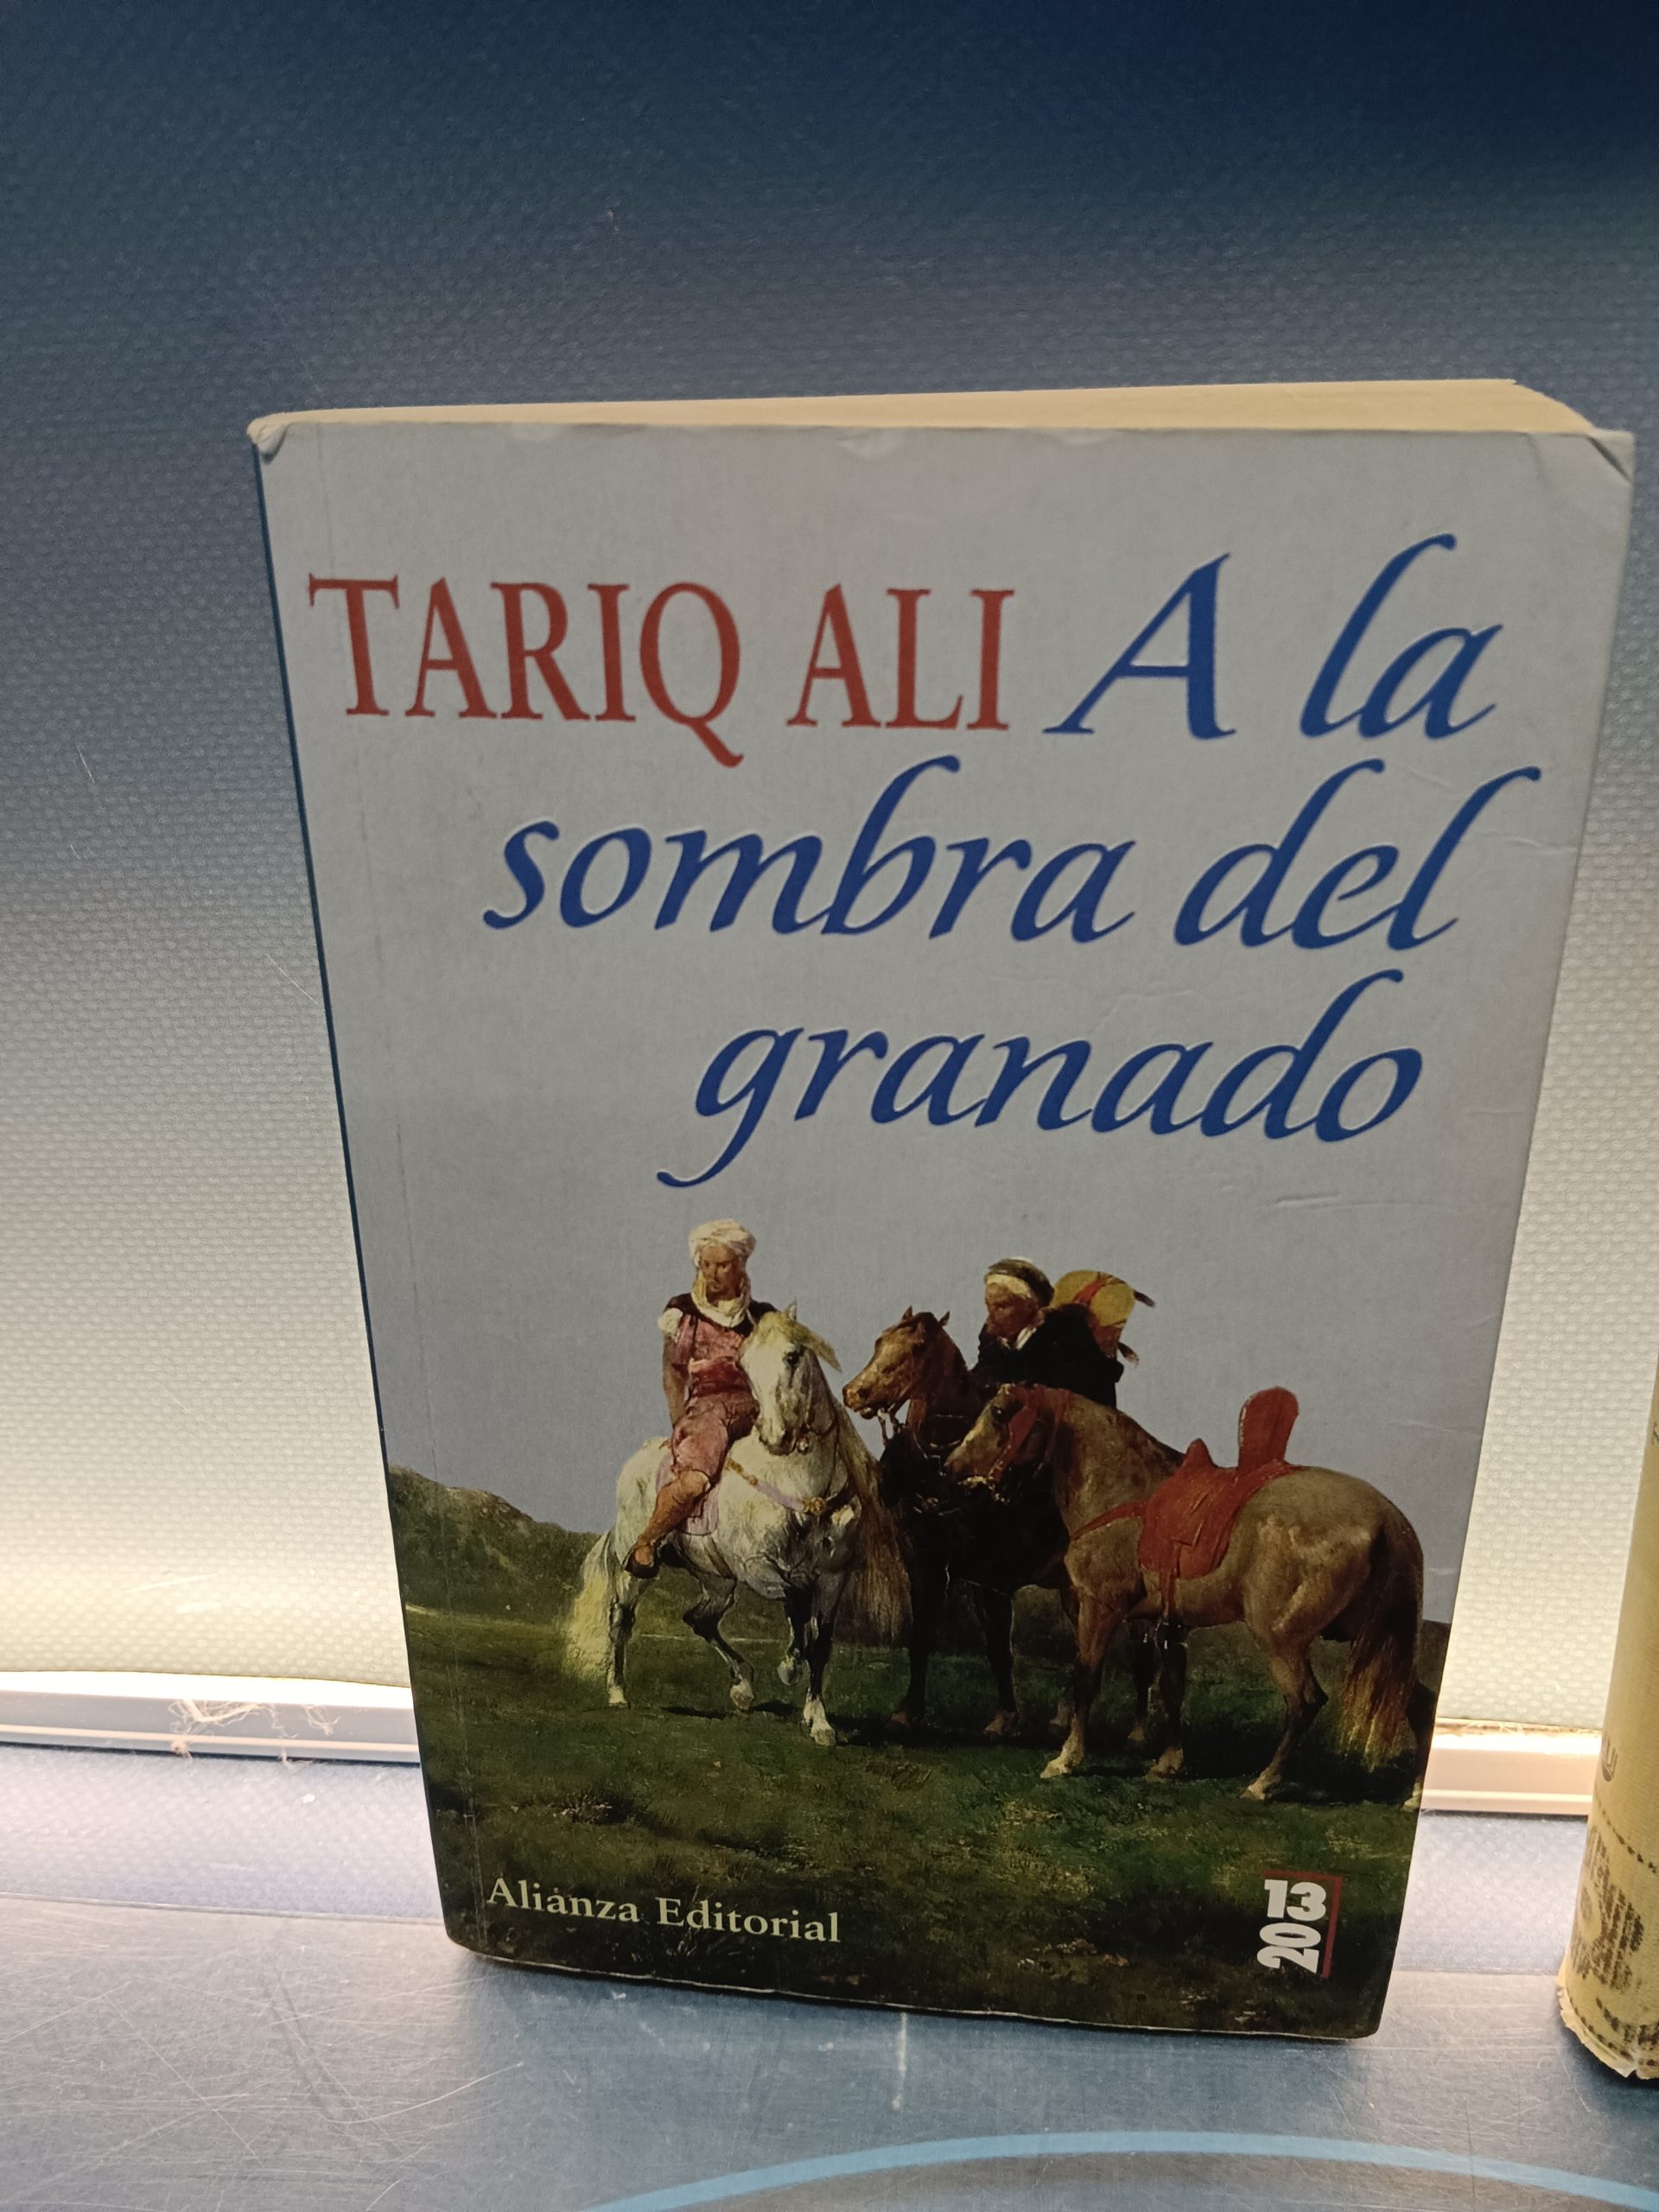 TARIQ ALI A la
sombra del
granado
Alianza Editorial
13
20